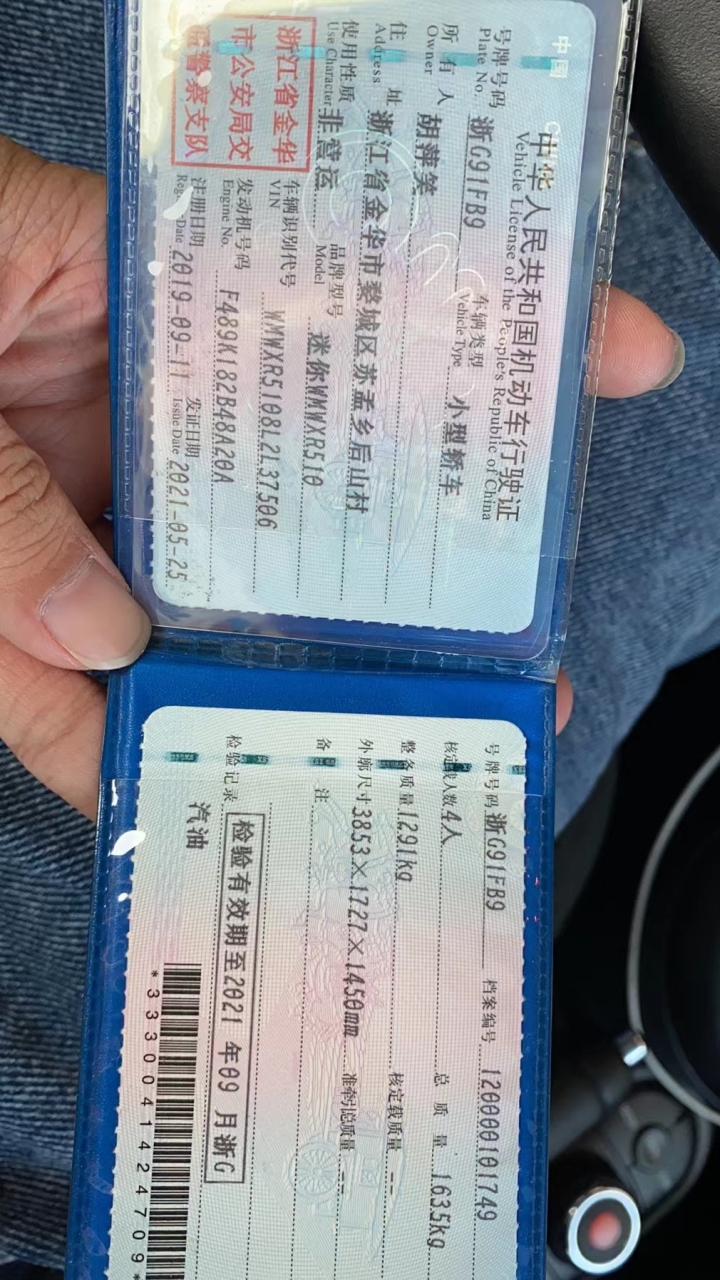 中华人民共和国机动车行驶证
Vehicle License of the People's Republic of China
号牌号码 浙G91FB9 车辆类型 小型轿车
Plate No. Vehicle Type
所有人 胡萍笑
Owner
住址 浙江省金华市婺城区苏孟乡后山村
Address
使用性质 非营运 品牌型号 迷你WMWXR510
Use Character Model
浙江省金华
市公安局交
警察支队
车辆识别代号 WMWXR5108L2L37506
VIN
发动机号码 F489K182B48A20A
Engine No.
注册日期 2019-09-11 发证日期 2021-05-25
Date Issue Date
中国
号牌号码 浙G91FB9 档案编号 120000101749
核定载人数 4人 总质量 1635kg
整备质量 1291kg 核定载质量 --
外廓尺寸 3853×1727×1450mm 准牵引总质量 --
备注
检验记录 检验有效期至2021年09月浙G
汽油
*3330041424709*